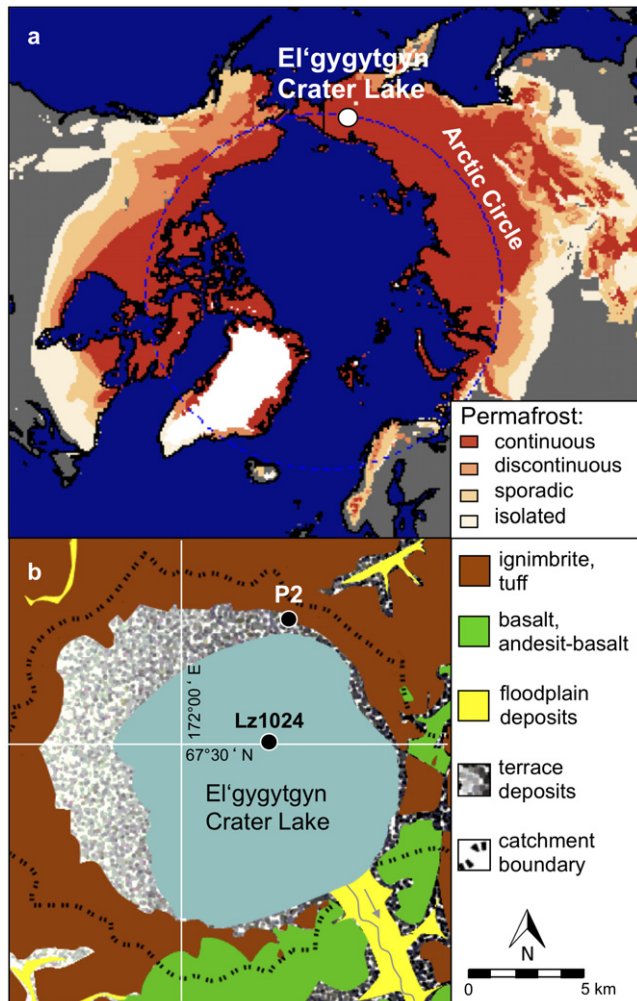 a
El‘gygytgyn
Crater Lake
Arctic Circle
Permafrost:
continuous
discontinuous
sporadic
isolated
b
P2
172°00 ‘ E
Lz1024
67°30 ‘ N
El‘gygytgyn
Crater Lake
ignimbrite,
tuff
basalt,
andesit-basalt
floodplain
deposits
terrace
deposits
catchment
boundary
N
0
5 km